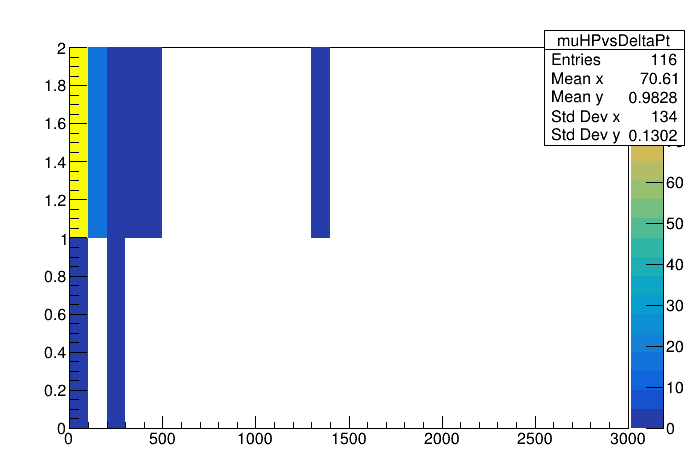 muHPvsDeltaPt
Entries 116
Mean x 70.61
Mean y 0.9828
Std Dev x 134
Std Dev y 0.1302
2
1.8
1.6
1.4
1.2
1
0.8
0.6
0.4
0.2
0
0 500 1000 1500 2000 2500 3000
60
50
40
30
20
10
0